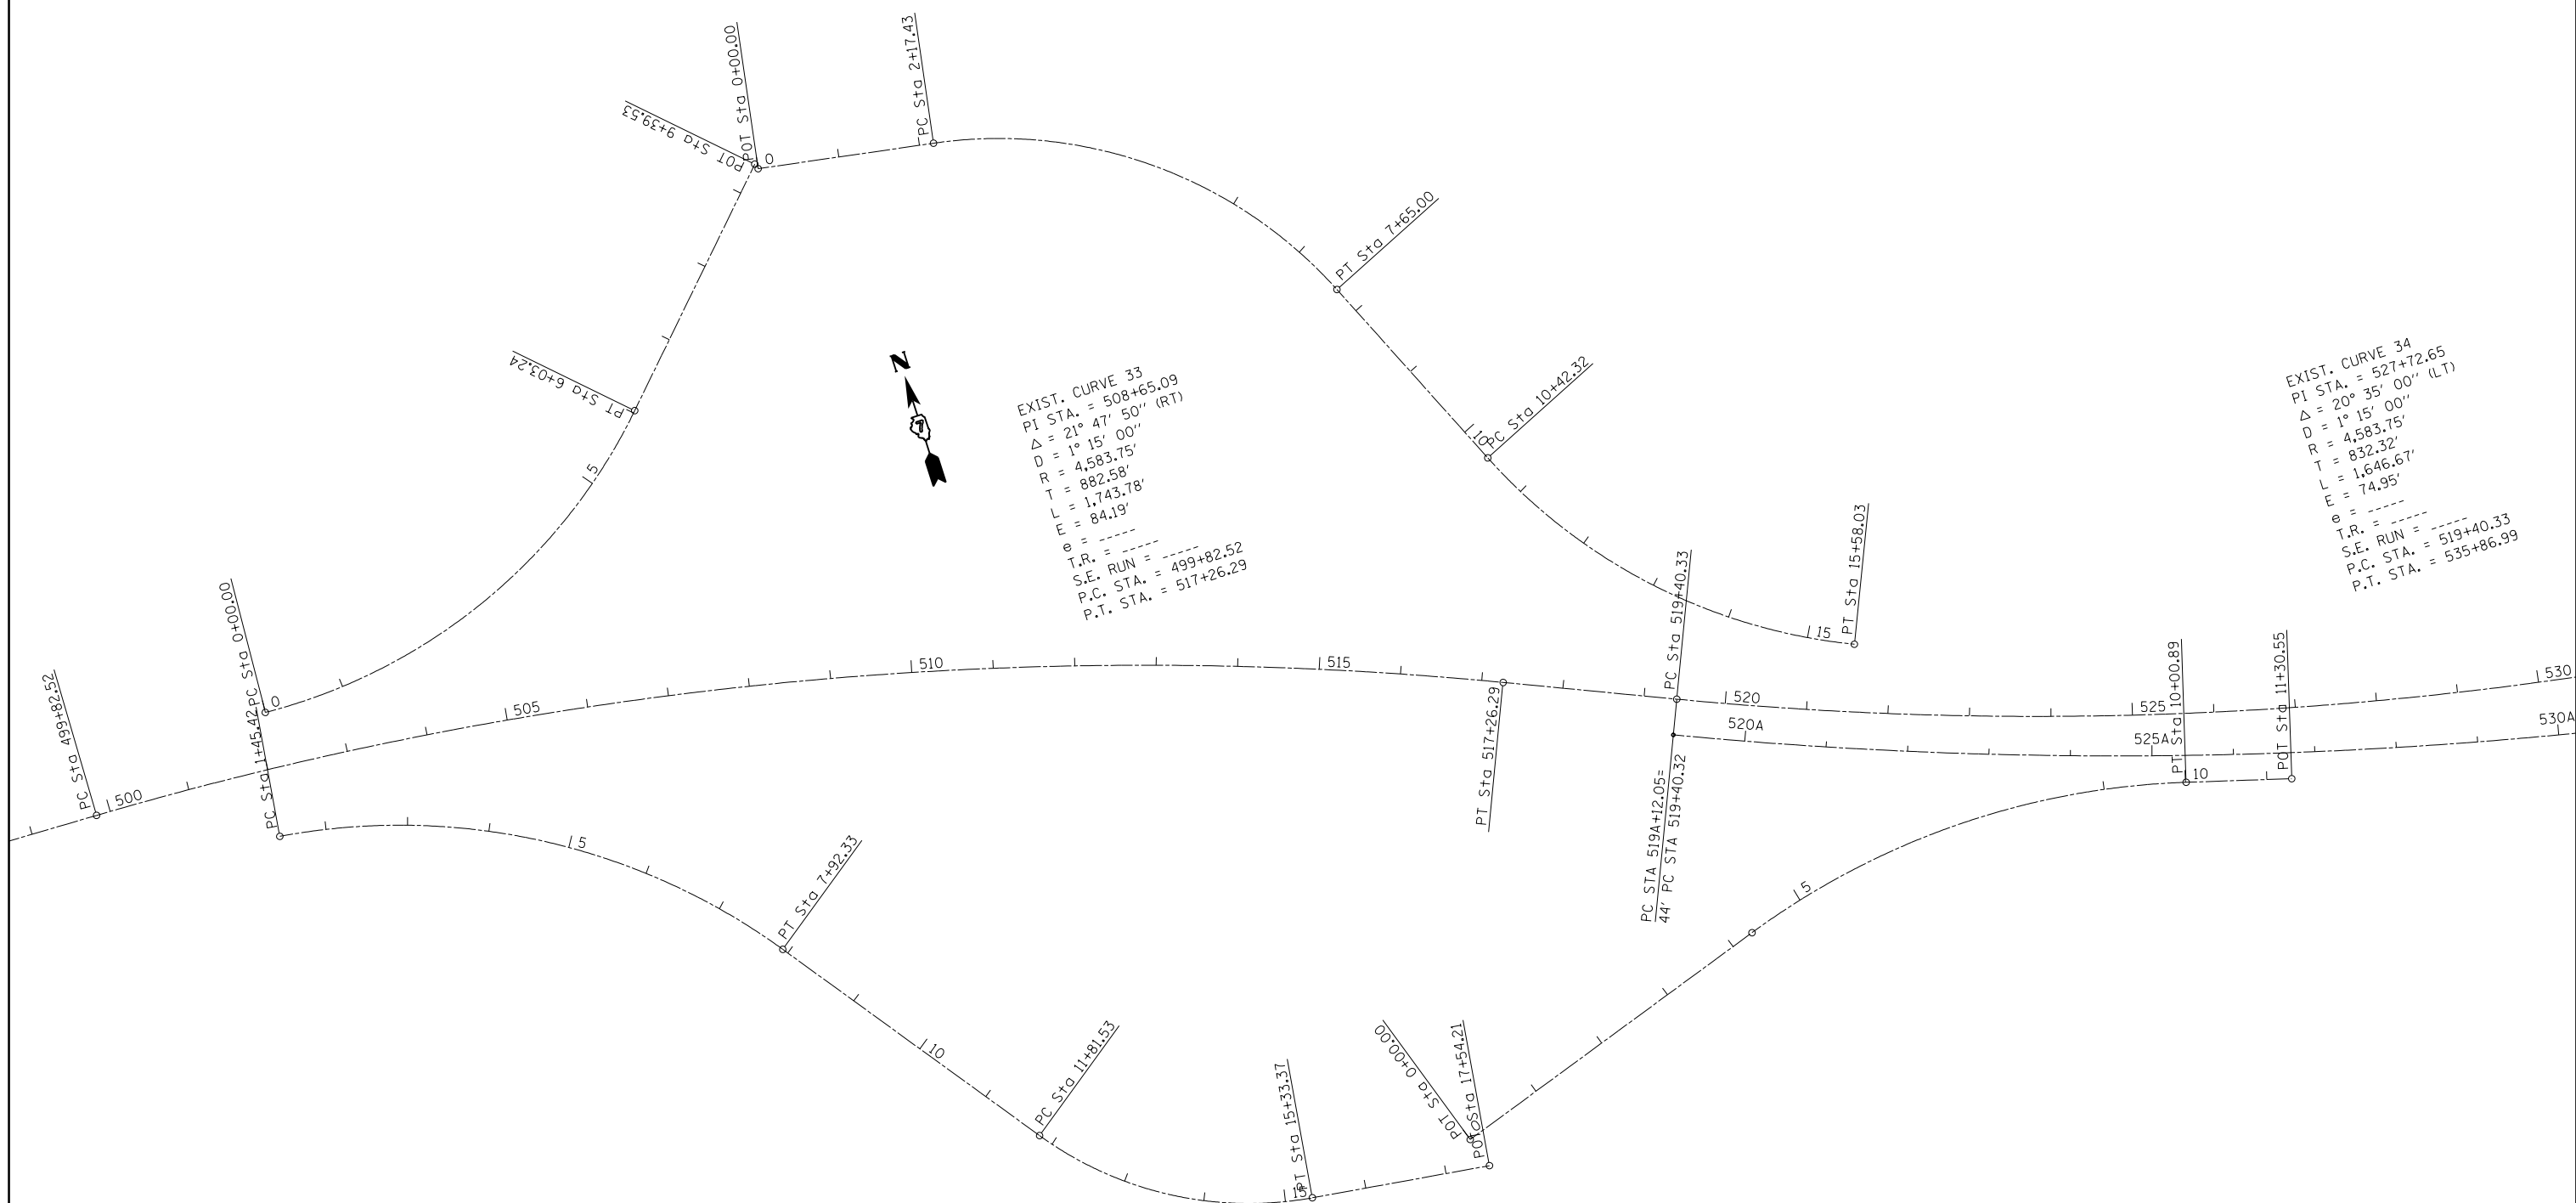 POT Sta 0+00.00
PC Sta 2+17.43
POT Sta 9+39.53
0
PT Sta 7+65.00
PT Sta 6+03.24
5
N
7
EXIST. CURVE 33
PI STA. = 508+65.09
Δ = 21° 47' 50'' (RT)
D = 1° 15' 00''
R = 4,583.75'
T = 882.58'
L = 1,743.78'
E = 84.19'
e = -----
T.R. = -----
S.E. RUN = -----
P.C. STA. = 499+82.52
P.T. STA. = 517+26.29
10
PC Sta 10+42.32
EXIST. CURVE 34
PI STA. = 527+72.65
Δ = 20° 35' 00'' (LT)
D = 1° 15' 00''
R = 4,583.75'
T = 832.32'
L = 1,646.67'
E = 74.95'
e = -----
T.R. = -----
S.E. RUN = -----
P.C. STA. = 519+40.33
P.T. STA. = 535+86.99
15
PT Sta 15+58.03
PC Sta 519+40.33
PC Sta 0+00.00
0
PC Sta 499+82.52
500
505
510
515
520
525
530
PC Sta 1+45.42
PT Sta 517+26.29
520A
525A
530A
PT Sta 10+00.89
POT Sta 11+30.55
10
PC STA 519A+12.05=
44' PC STA 519+40.32
5
PT Sta 7+92.33
5
10
PC Sta 11+81.53
15
PT Sta 15+33.37
POT Sta 0+00.00
POT Sta 17+54.21